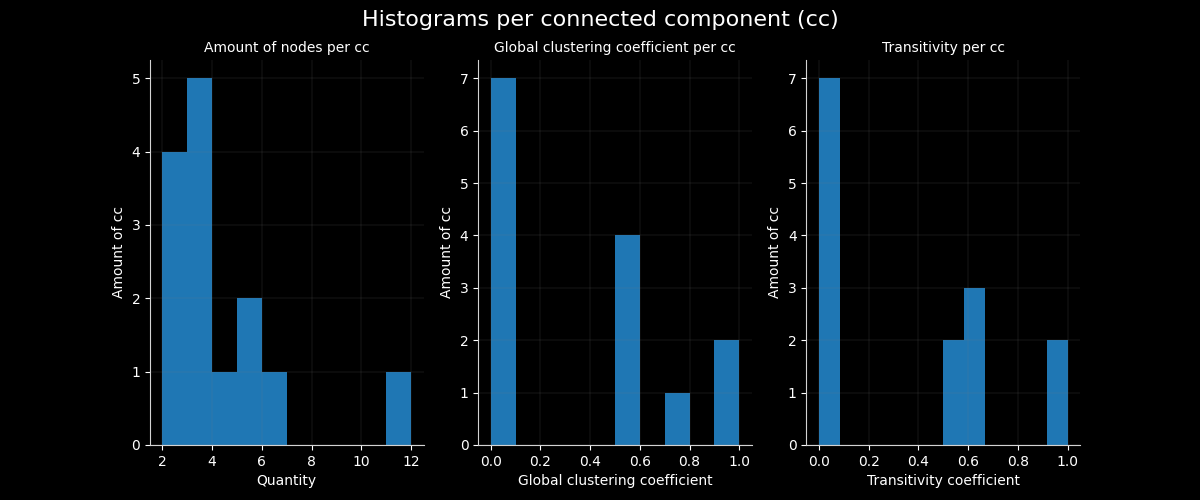 Histograms per connected component (cc)
Amount of nodes per cc
Amount of cc
5
4
3
2
1
0
2 4 6 8 10 12
Quantity
Global clustering coefficient per cc
Amount of cc
7
6
5
4
3
2
1
0
0.0 0.2 0.4 0.6 0.8 1.0
Global clustering coefficient
Transitivity per cc
Amount of cc
7
6
5
4
3
2
1
0
0.0 0.2 0.4 0.6 0.8 1.0
Transitivity coefficient